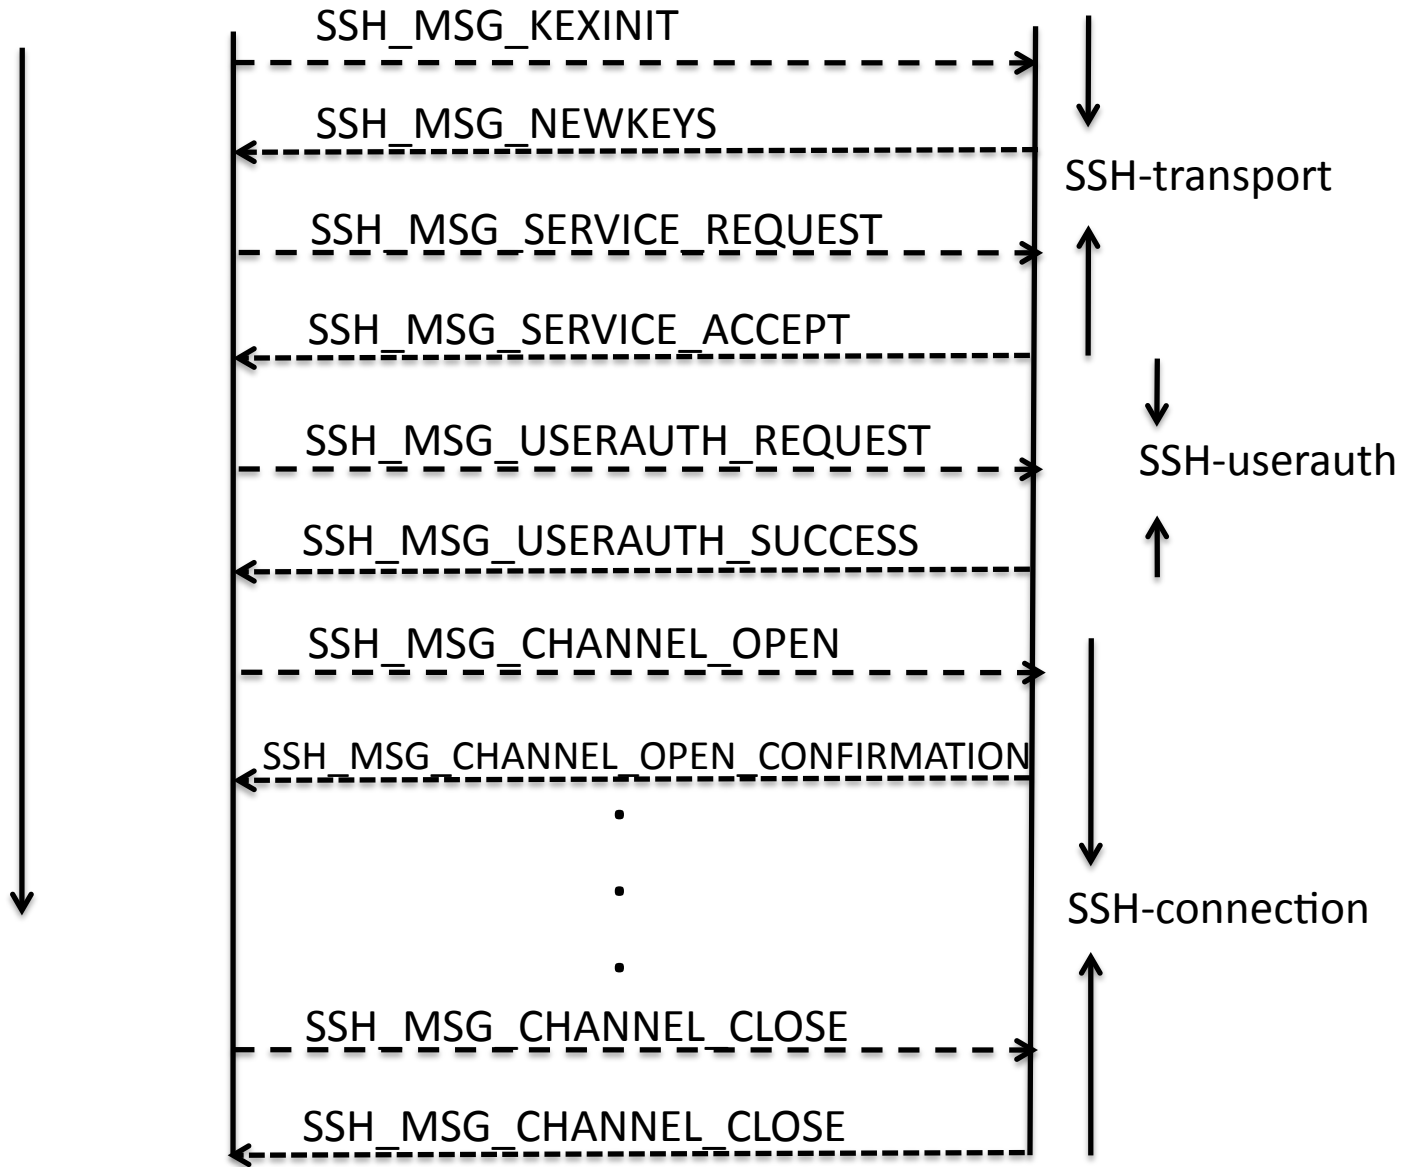 SSH_MSG_KEXINIT
SSH_MSG_NEWKEYS
SSH-transport
SSH_MSG_SERVICE_REQUEST
SSH_MSG_SERVICE_ACCEPT
SSH_MSG_USERAUTH_REQUEST
SSH-userauth
SSH_MSG_USERAUTH_SUCCESS
SSH_MSG_CHANNEL_OPEN
SSH_MSG_CHANNEL_OPEN_CONFIRMATION
.
.
SSH-connection
.
SSH_MSG_CHANNEL_CLOSE
SSH_MSG_CHANNEL_CLOSE